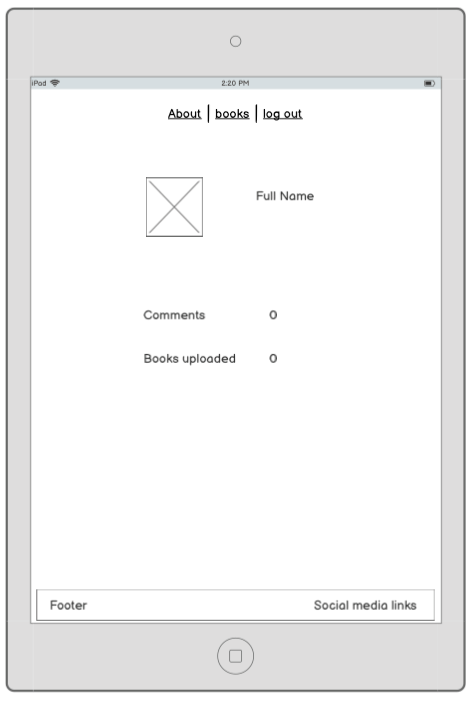 iPod 2:20 PM
About | books | log out
Full Name
Comments 0
Books uploaded 0
Footer Social media links